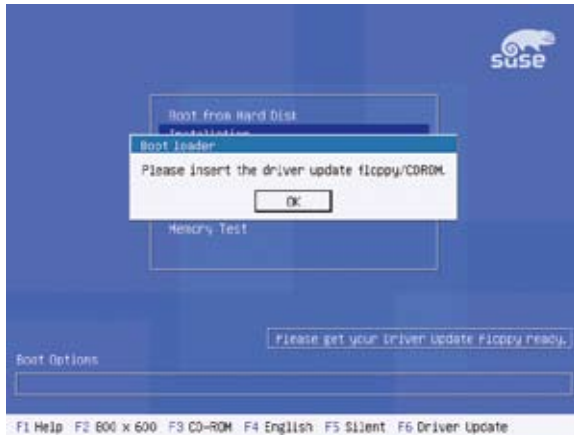 SUSE
Boot from Hard Disk
Installation
Boot loader
Please insert the driver update floppy/CDROM.
OK
Memory Test
Please get your Driver Update Floppy ready.
Boot Options
F1 Help F2 800 x 600 F3 CD-ROM F4 English F5 Silent F6 Driver Update